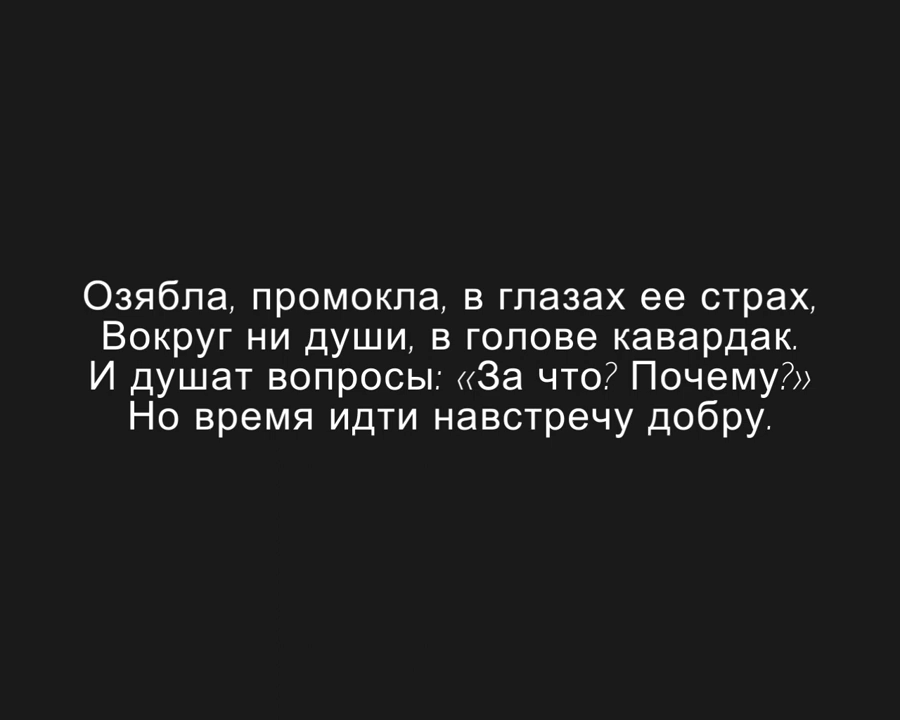 Озябла, промокла, в глазах ее страх,
Вокруг ни души, в голове кавардак.
И душат вопросы: «За что? Почему?»
Но время идти навстречу добру.